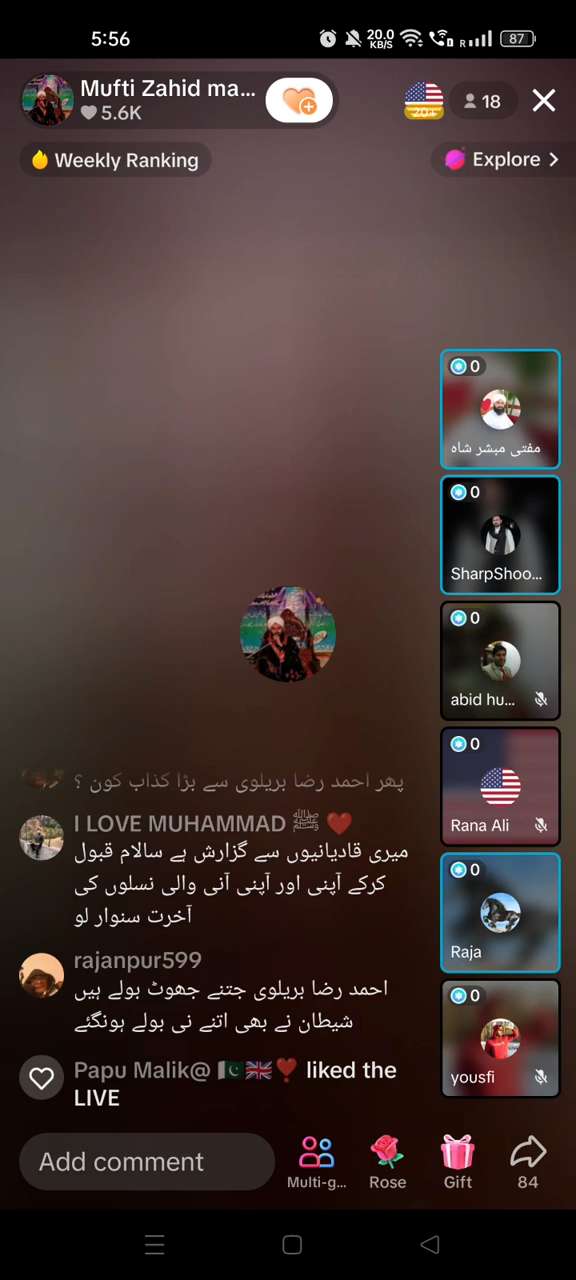 5:56
20.0
KB/S
R
87
Mufti Zahid ma...
5.6K
18
Weekly Ranking
Explore >
0
مفتی مبشر شاہ
0
SharpShoo...
0
abid hu...
0
Rana Ali
0
Raja
0
yousfi
پھر احمد رضا بریلوی سے بڑا کذاب کون ؟
I LOVE MUHAMMAD ﷺ ❤️
میری قادیانیوں سے گزارش ہے سالام قبول
کرکے آپنی اور آپنی آنی والی نسلوں کی
آخرت سنوار لو
rajanpur599
احمد رضا بریلوی جتنے جھوٹ بولے ہیں
شیطان نے بھی اتنے نی بولے ہونگئے
Papu Malik@ 🇵🇰🇬🇧❣️ liked the
LIVE
Add comment
Multi-g...
Rose
Gift
84